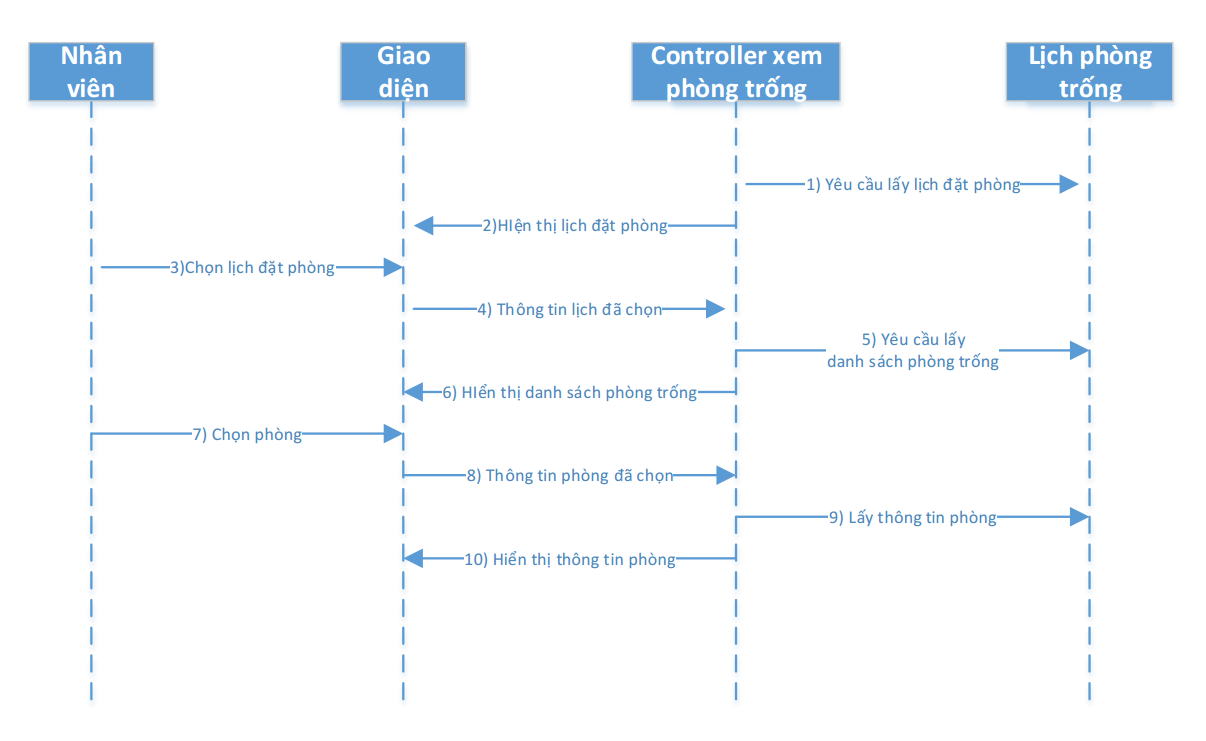 Nhân
viên
Giao
diện
Controller xem
phòng trống
Lịch phòng
trống
1) Yêu cầu lấy lịch đặt phòng
2)HIện thị lịch đặt phòng
3)Chọn lịch đặt phòng
4) Thông tin lịch đã chọn
5) Yêu cầu lấy
danh sách phòng trống
6) HIển thị danh sách phòng trống
7) Chọn phòng
8) Thông tin phòng đã chọn
9) Lấy thông tin phòng
10) Hiển thị thông tin phòng